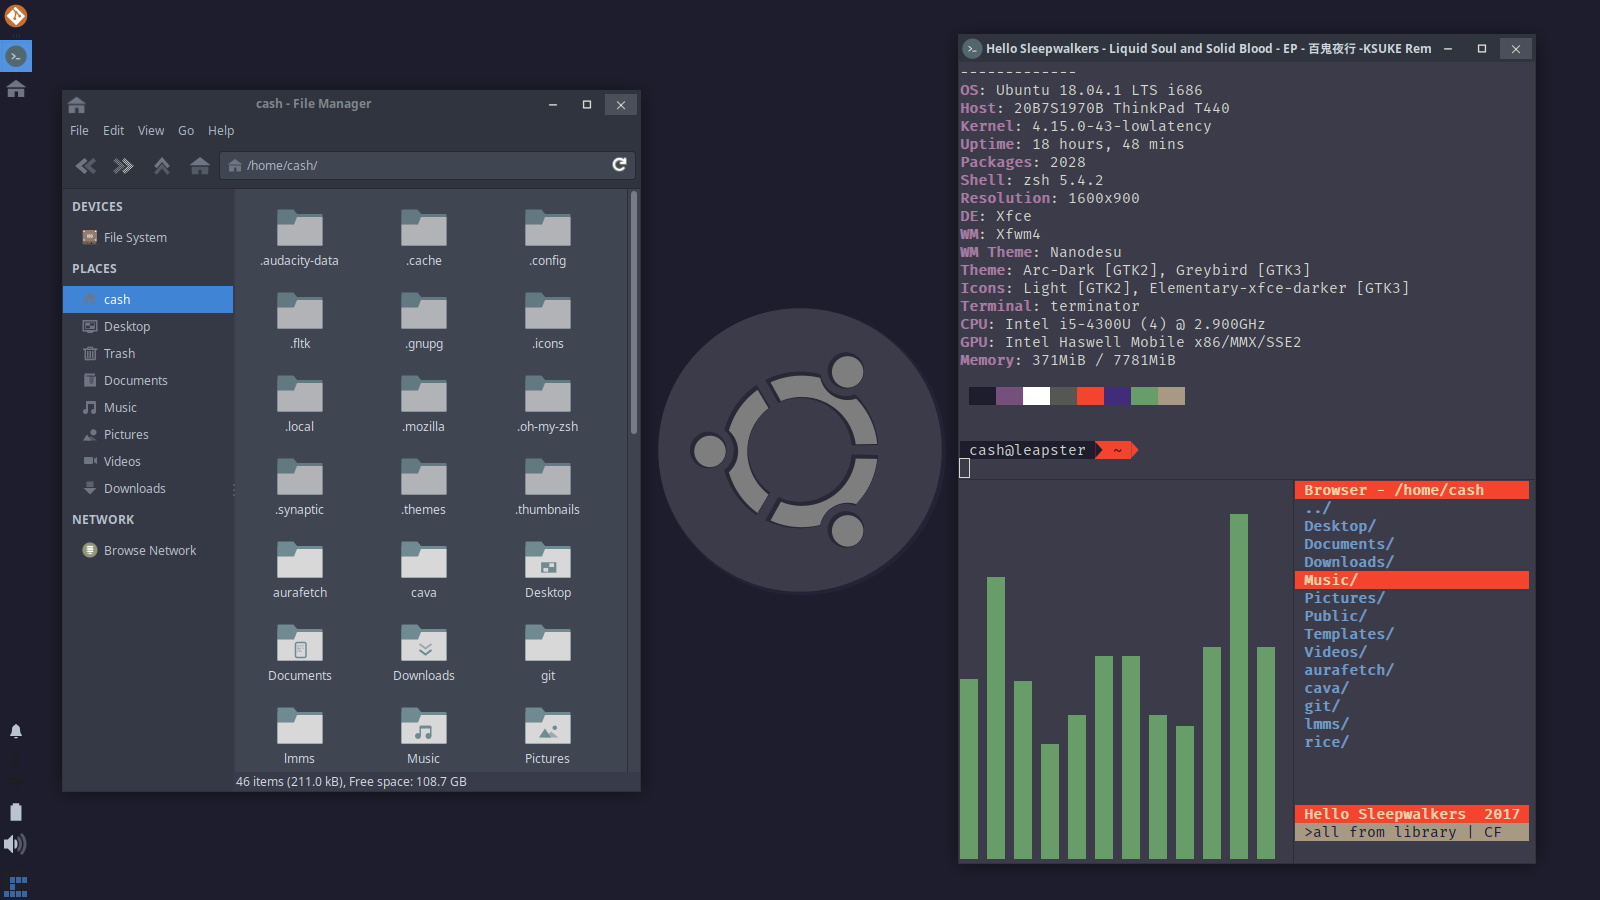 cash - File Manager
File Edit View Go Help
/home/cash/
DEVICES
File System
PLACES
cash
Desktop
Trash
Documents
Music
Pictures
Videos
Downloads
NETWORK
Browse Network
.audacity-data .cache .config
.fltk .gnupg .icons
.local .mozilla .oh-my-zsh
.synaptic .themes .thumbnails
aurafetch cava Desktop
Documents Downloads git
lmms Music Pictures
46 items (211.0 kB), Free space: 108.7 GB
Hello Sleepwalkers - Liquid Soul and Solid Blood - EP - 百鬼夜行 -KSUKE Rem
-------------
OS: Ubuntu 18.04.1 LTS i686
Host: 20B7S1970B ThinkPad T440
Kernel: 4.15.0-43-lowlatency
Uptime: 18 hours, 48 mins
Packages: 2028
Shell: zsh 5.4.2
Resolution: 1600x900
DE: Xfce
WM: Xfwm4
WM Theme: Nanodesu
Theme: Arc-Dark [GTK2], Greybird [GTK3]
Icons: Light [GTK2], Elementary-xfce-darker [GTK3]
Terminal: terminator
CPU: Intel i5-4300U (4) @ 2.900GHz
GPU: Intel Haswell Mobile x86/MMX/SSE2
Memory: 371MiB / 7781MiB
cash@leapster ~
Browser - /home/cash
../
Desktop/
Documents/
Downloads/
Music/
Pictures/
Public/
Templates/
Videos/
aurafetch/
cava/
git/
lmms/
rice/
Hello Sleepwalkers 2017
>all from library | CF